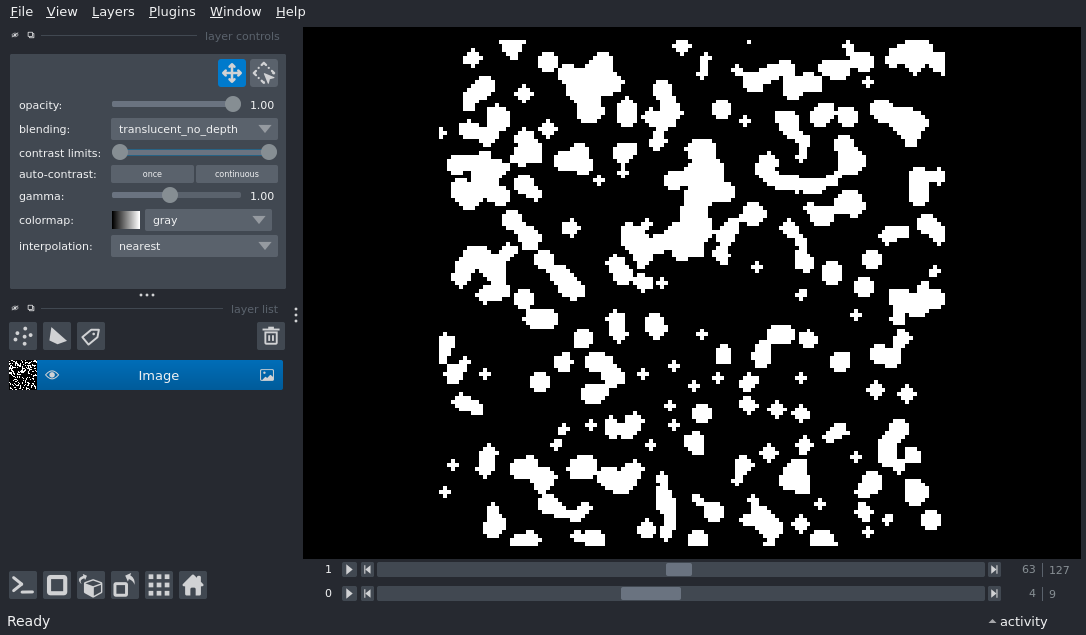 File View Layers Plugins Window Help
layer controls
opacity: 1.00
blending: translucent_no_depth
contrast limits:
auto-contrast: once continuous
gamma: 1.00
colormap: gray
interpolation: nearest
layer list
Image
1 63 127
0 4 9
Ready activity